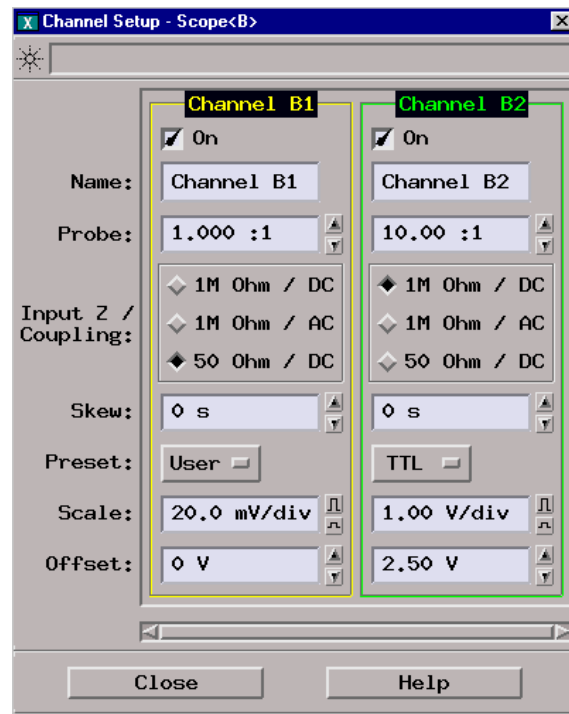 X Channel Setup - Scope<B>
Channel B1 Channel B2
On On
Name: Channel B1 Channel B2
Probe: 1.000 :1 10.00 :1
1M Ohm / DC 1M Ohm / DC
Input Z / Coupling: 1M Ohm / AC 1M Ohm / AC
50 Ohm / DC 50 Ohm / DC
Skew: 0 s 0 s
Preset: User TTL
Scale: 20.0 mV/div 1.00 V/div
Offset: 0 V 2.50 V
Close Help